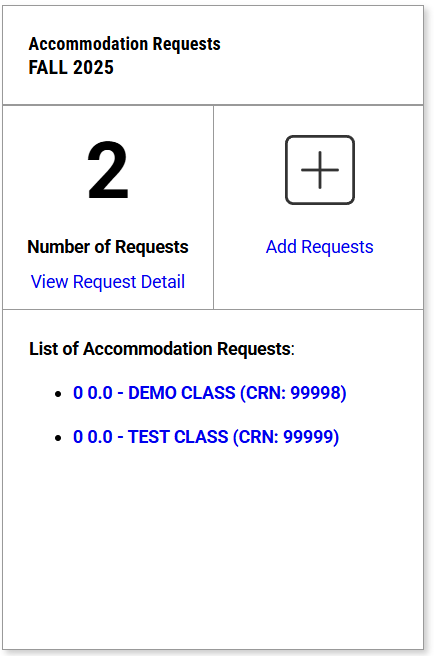 Accommodation Requests
FALL 2025
2
Number of Requests
View Request Detail
Add Requests
List of Accommodation Requests:
• 0 0.0 - DEMO CLASS (CRN: 99998)
• 0 0.0 - TEST CLASS (CRN: 99999)